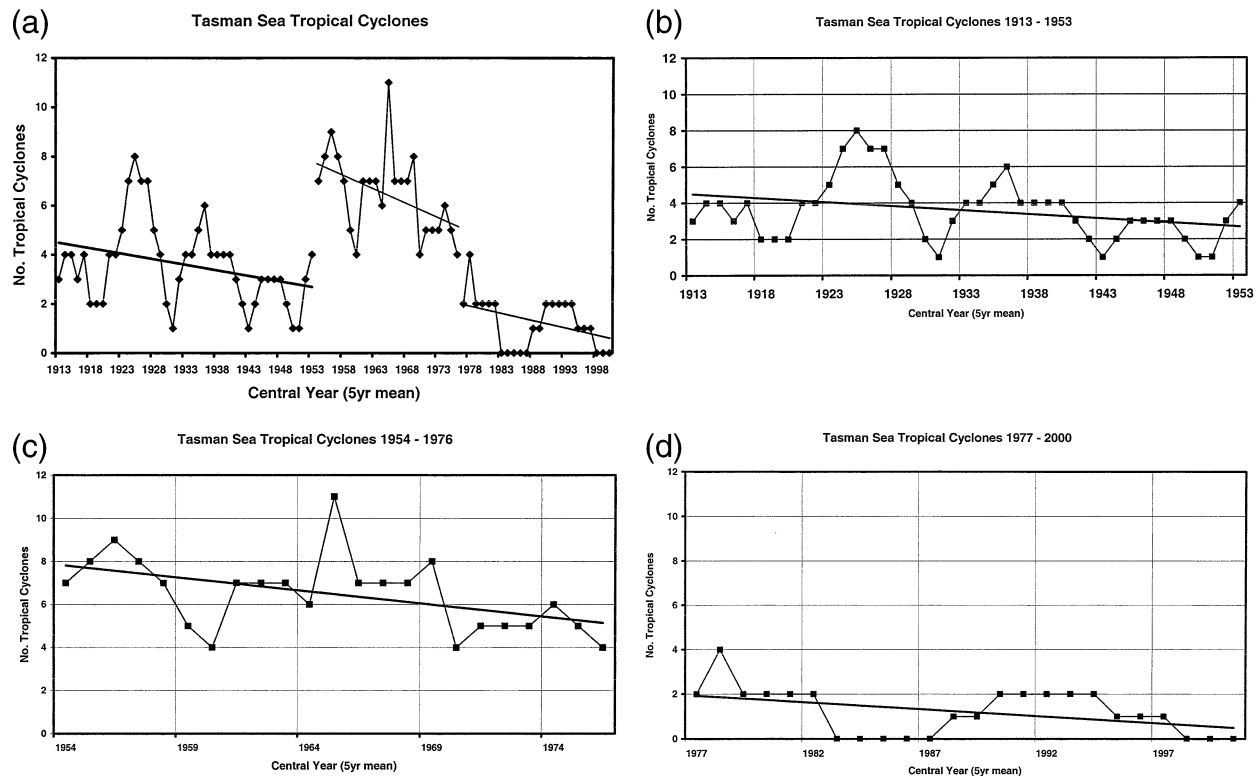 (a)
Tasman Sea Tropical Cyclones
No. Tropical Cyclones
12
10
8
6
4
2
0
1913 1918 1923 1928 1933 1938 1943 1948 1953 1958 1963 1968 1973 1978 1983 1988 1993 1998
Central Year (5yr mean)
(b)
Tasman Sea Tropical Cyclones 1913 - 1953
No. Tropical Cyclones
12
10
8
6
4
2
0
1913 1918 1923 1928 1933 1938 1943 1948 1953
Central Year (5yr mean)
(c)
Tasman Sea Tropical Cyclones 1954 - 1976
No. Tropical Cyclones
12
10
8
6
4
2
0
1954 1959 1964 1969 1974
Central Year (5yr mean)
(d)
Tasman Sea Tropical Cyclones 1977 - 2000
No. Tropical Cyclones
12
10
8
6
4
2
0
1977 1982 1987 1992 1997
Central Year (5yr mean)